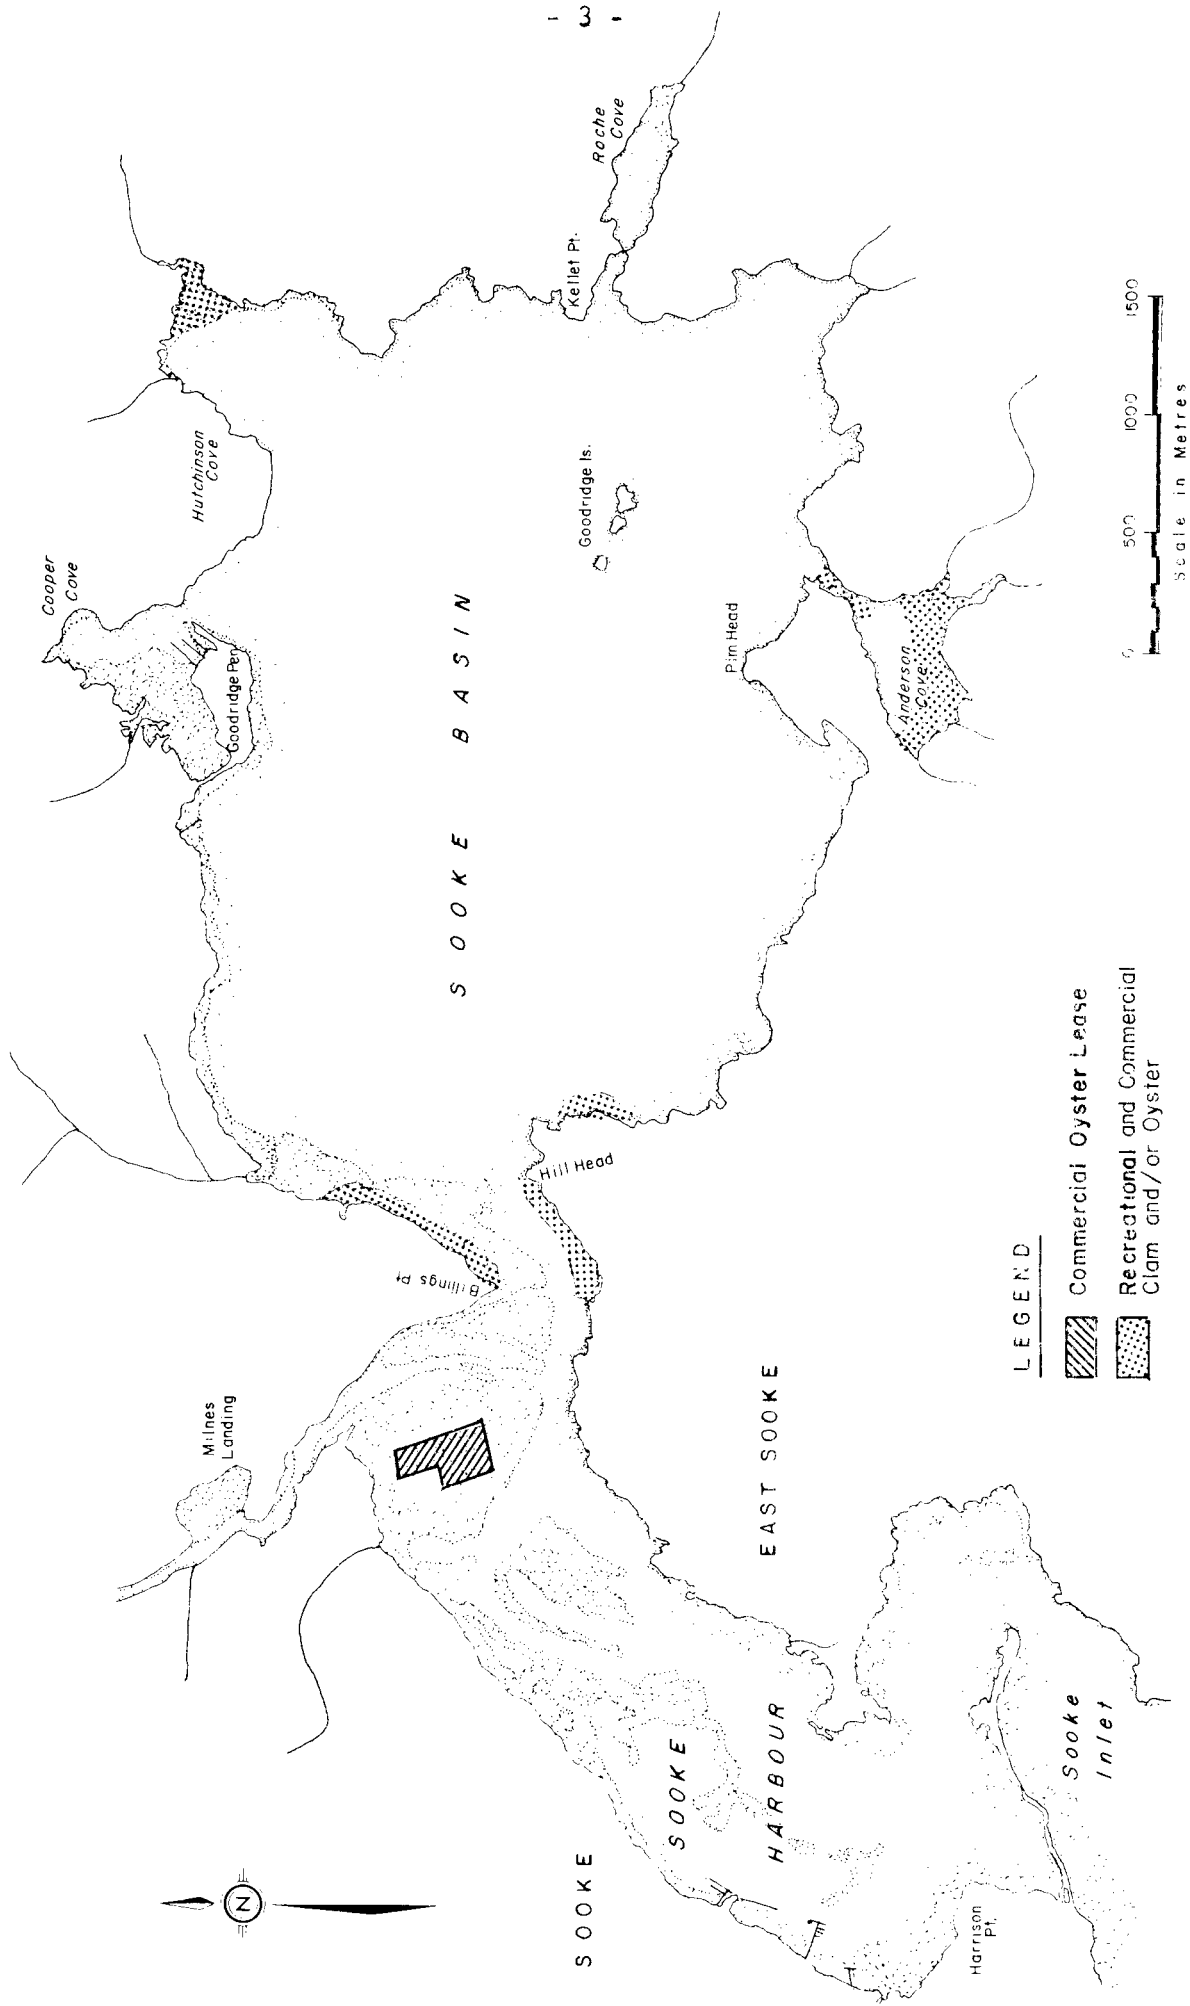 - 3 -
Cooper
Cove
Hutchinson
Cove
Roche
Cove
Kellet Pt.
Goodridge Pen.
Goodridge Is.
SOOKE BASIN
Pim Head
Anderson
Cove
Milnes
Landing
Billings Pt
Hill Head
EAST SOOKE
SOOKE
SOOKE
HARBOUR
Harrison
Pt.
Sooke
Inlet
N
LEGEND
Commercial Oyster Lease
Recreational and Commercial
Clam and/or Oyster
0 500 1000 1500
Scale in Metres